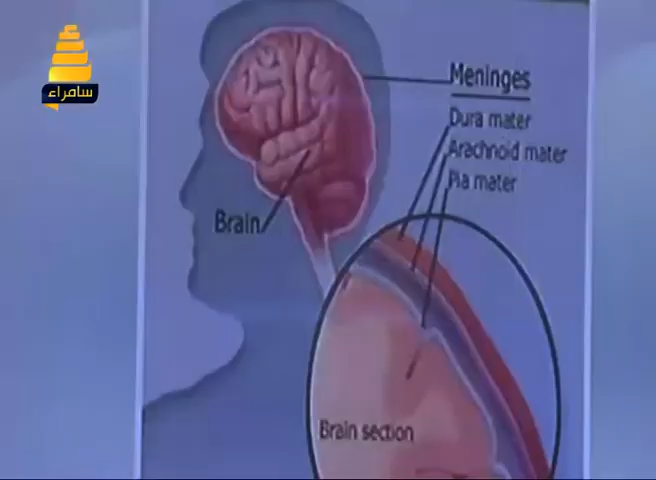 سامراء
Meninges
Dura mater
Arachnoid mater
Pia mater
Brain
Brain section